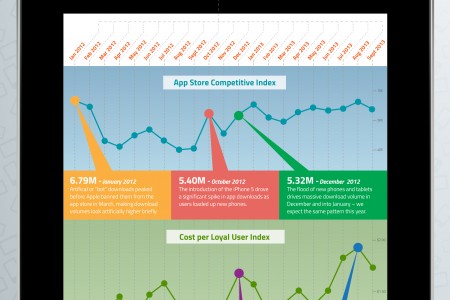 Jan 2012 Feb 2012 Mar 2012 Apr 2012 May 2012 Jun 2012 Jul 2012 Aug 2012 Sep 2012 Oct 2012 Nov 2012 Dec 2012 Jan 2013 Feb 2013 Mar 2013 Apr 2013 May 2013 Jun 2013 Jul 2013 Aug 2013 Sept 2013
App Store Competitive Index
6.79M - January 2012
Artificial or "bot" downloads peaked
before Apple banned them from the
app store in March, making download
volumes look artificially higher briefly.
5.40M - October 2012
The introduction of the iPhone 5 drove
a significant spike in app downloads as
users loaded up new phones.
5.32M - December 2012
The flood of new phones and tablets
drives massive download volume in
December and into January – we
expect the same pattern this year.
Cost per Loyal User Index